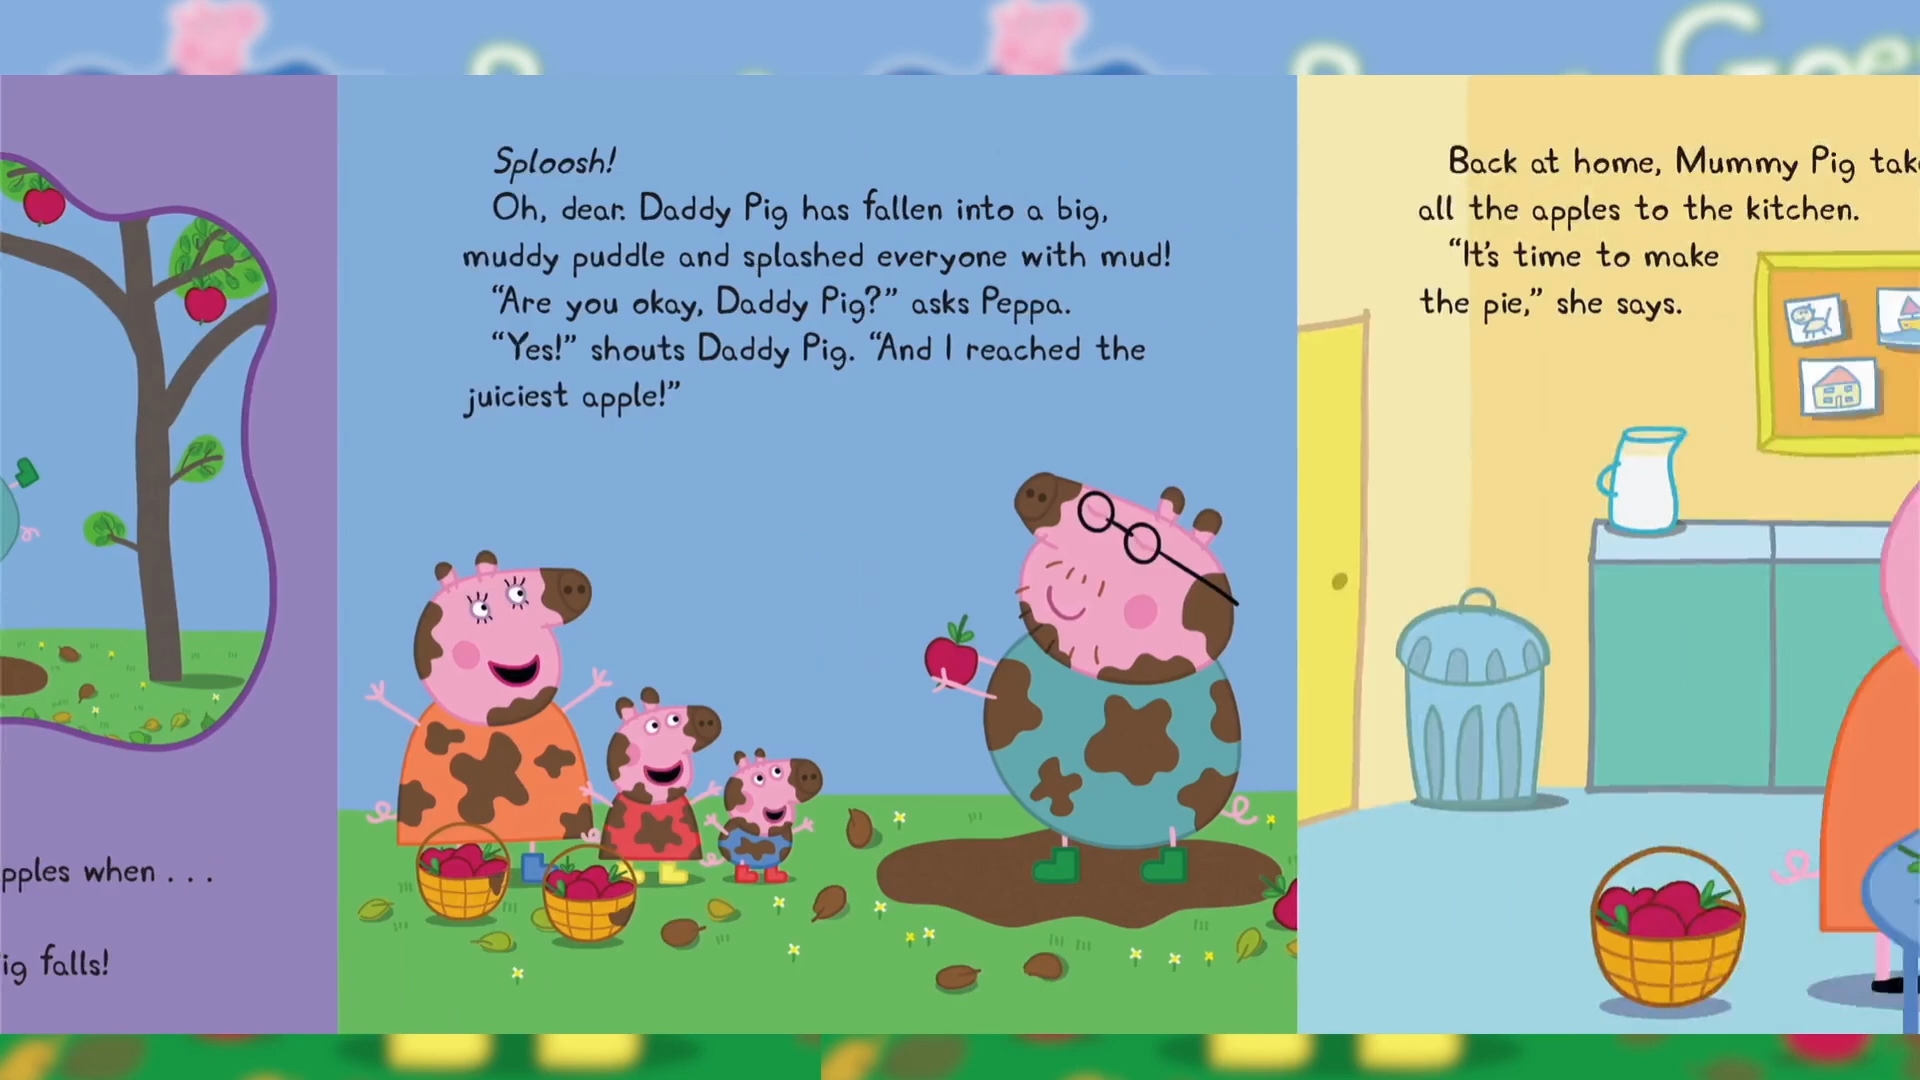 pples when . . .
ig falls!
Sploosh!
Oh, dear. Daddy Pig has fallen into a big,
muddy puddle and splashed everyone with mud!
“Are you okay, Daddy Pig?” asks Peppa.
“Yes!” shouts Daddy Pig. “And I reached the
juiciest apple!”
Back at home, Mummy Pig tak
all the apples to the kitchen.
“It's time to make
the pie,” she says.